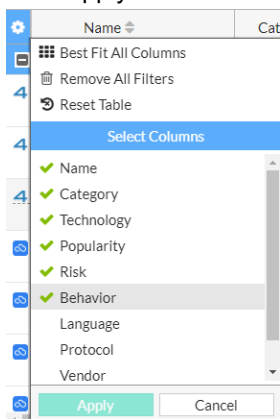 Name Cat
Best Fit All Columns
Remove All Filters
Reset Table
Select Columns
Name
Category
Technology
Popularity
Risk
Behavior
Language
Protocol
Vendor
Apply Cancel